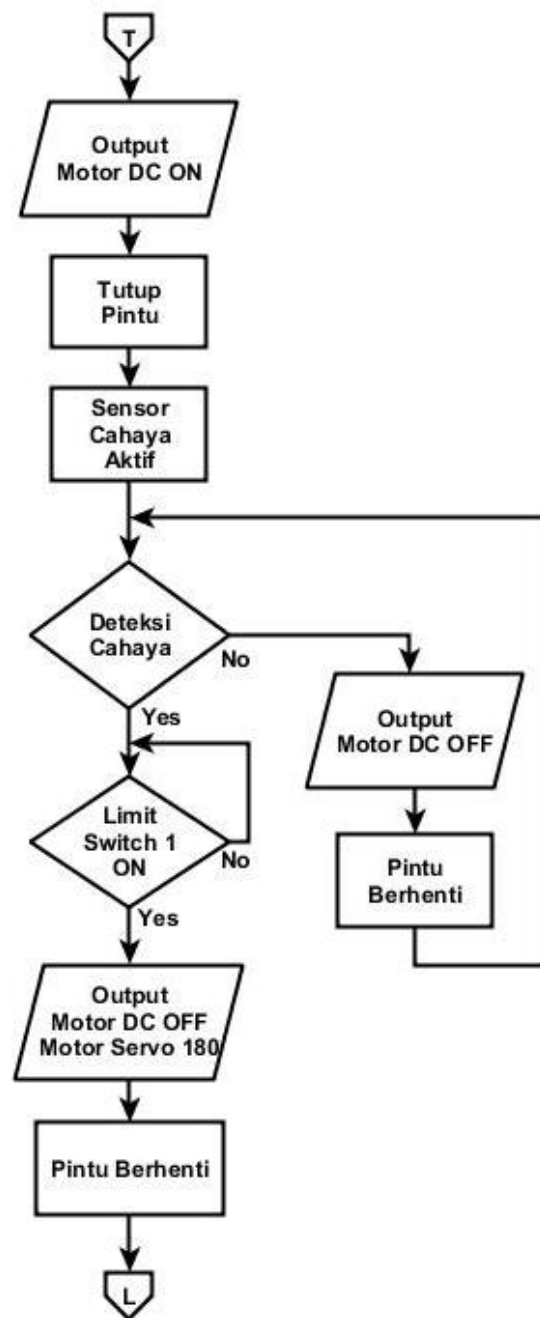 T
Output
Motor DC ON
Tutup
Pintu
Sensor
Cahaya
Aktif
Deteksi
Cahaya
No
Yes
Output
Motor DC OFF
Limit
Switch 1
ON
No
Yes
Pintu
Berhenti
Output
Motor DC OFF
Motor Servo 180
Pintu Berhenti
L